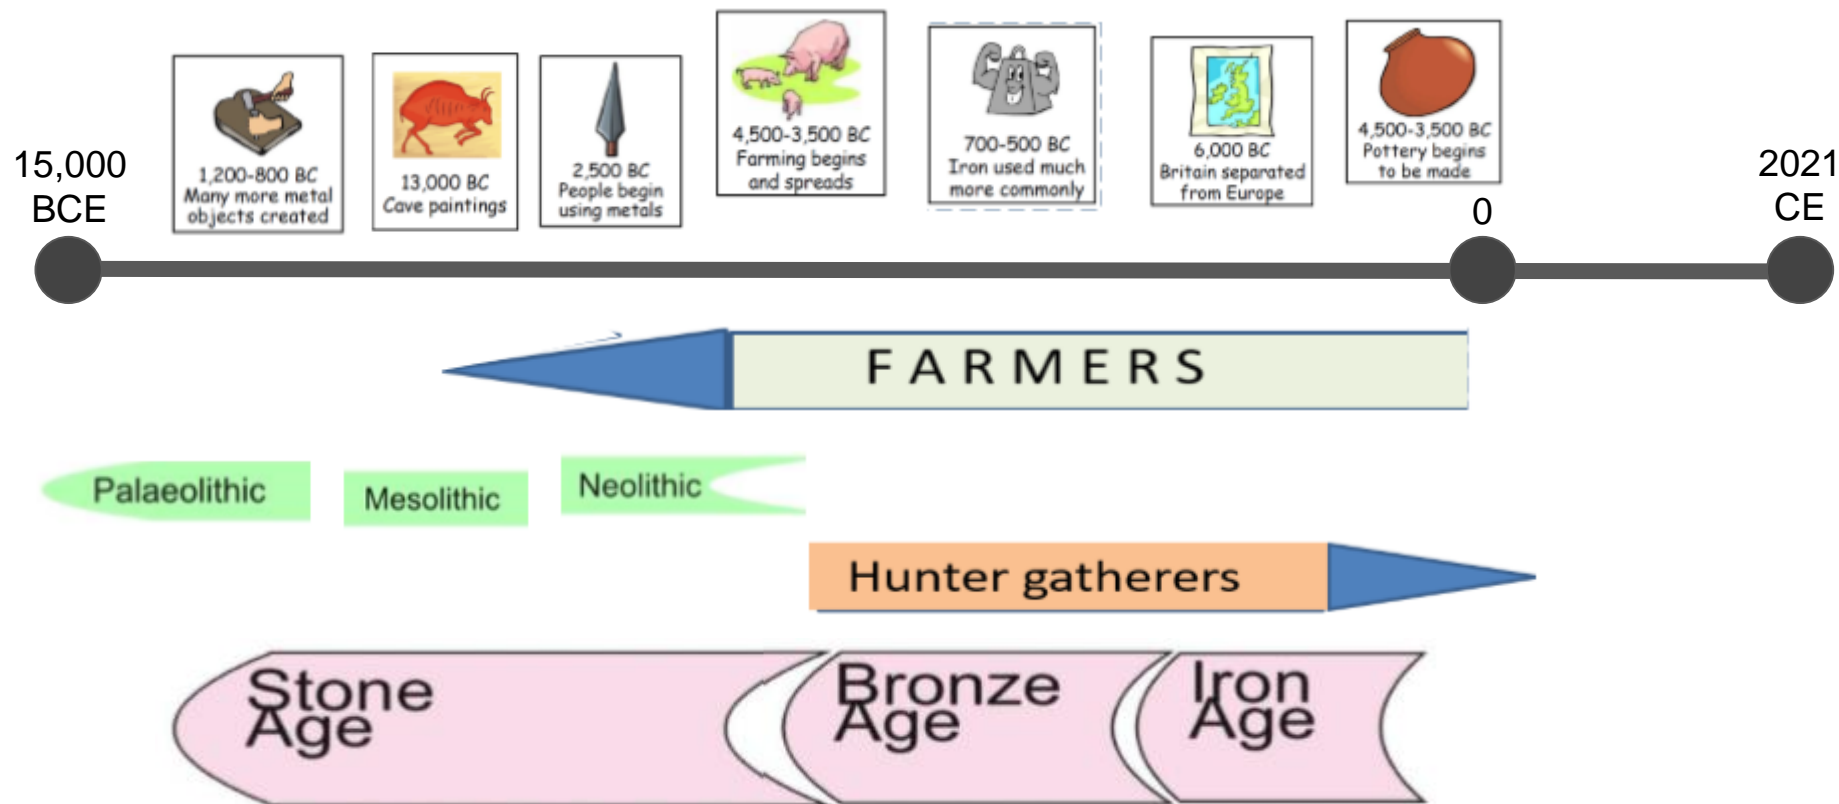 15,000
BCE
1,200-800 BC
Many more metal
objects created
13,000 BC
Cave paintings
2,500 BC
People begin
using metals
4,500-3,500 BC
Farming begins
and spreads
700-500 BC
Iron used much
more commonly
6,000 BC
Britain separated
from Europe
4,500-3,500 BC
Pottery begins
to be made
0
2021
CE
FARMERS
Palaeolithic
Mesolithic
Neolithic
Hunter gatherers
Stone
Age
Bronze
Age
Iron
Age